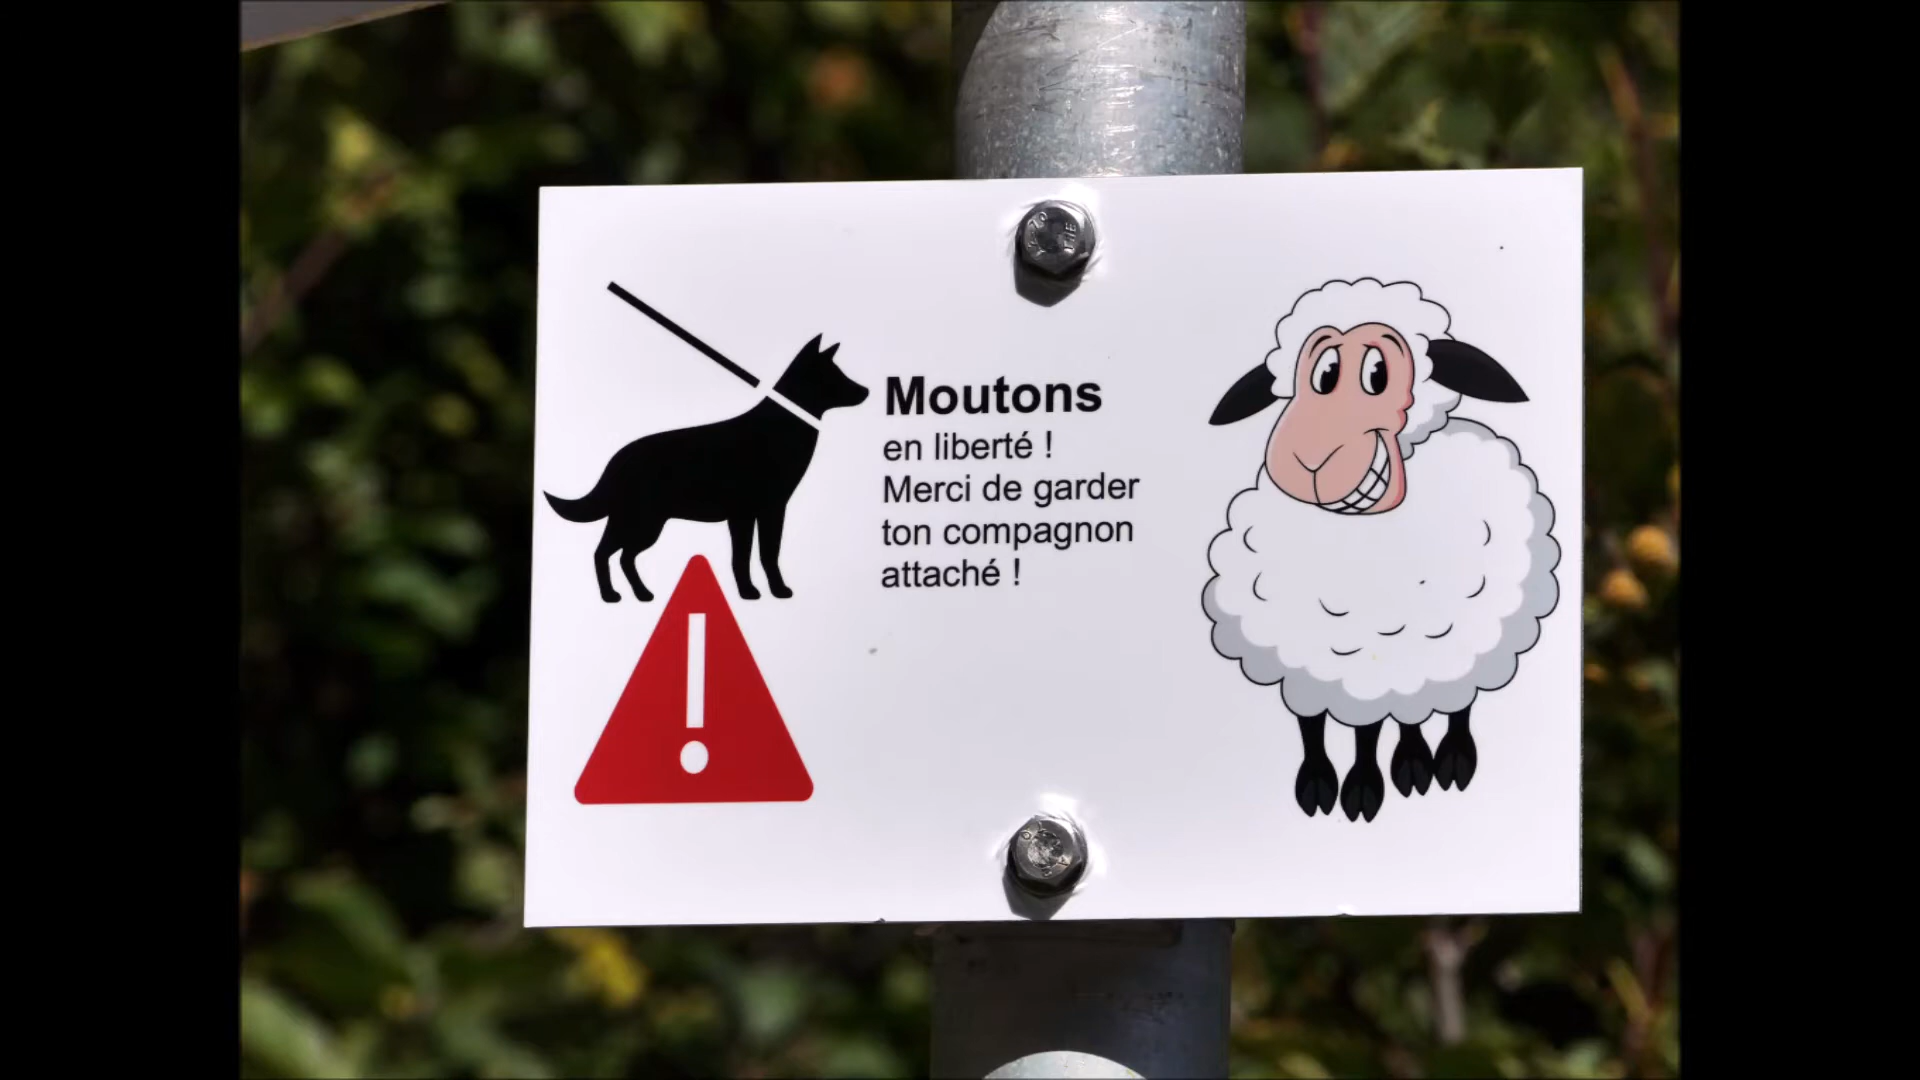 Moutons
en liberté !
Merci de garder
ton compagnon
attaché !